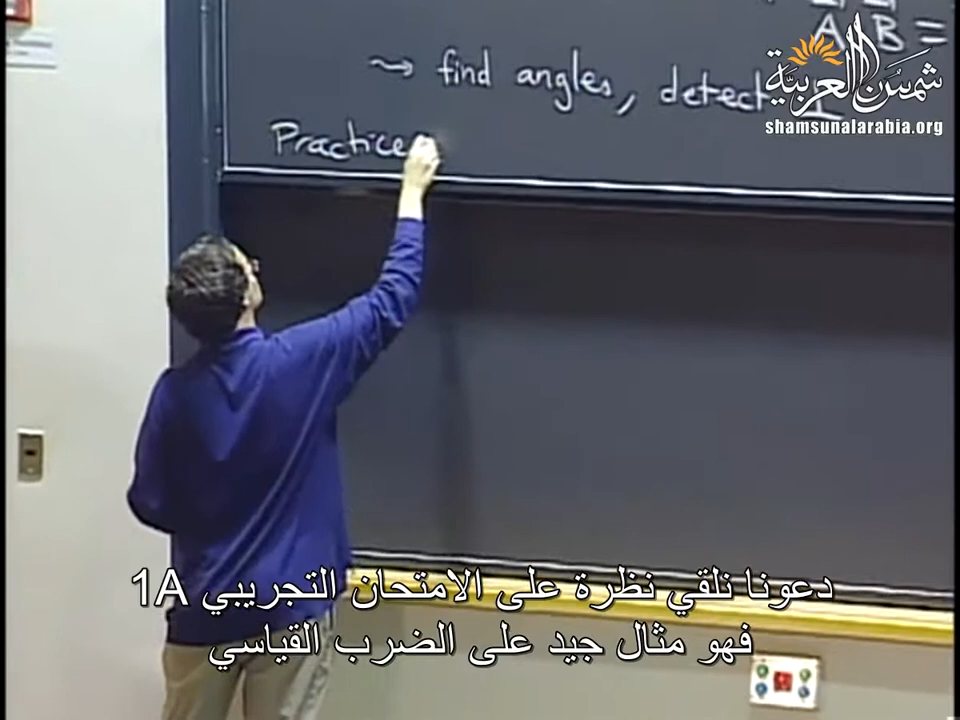 A B =
→ find angles, detect ⊥
شمس العربية
shamsunalarabia.org
Practice
دعونا نلقي نظرة على الامتحان التجريبي 1A
فهو مثال جيد على الضرب القياسي